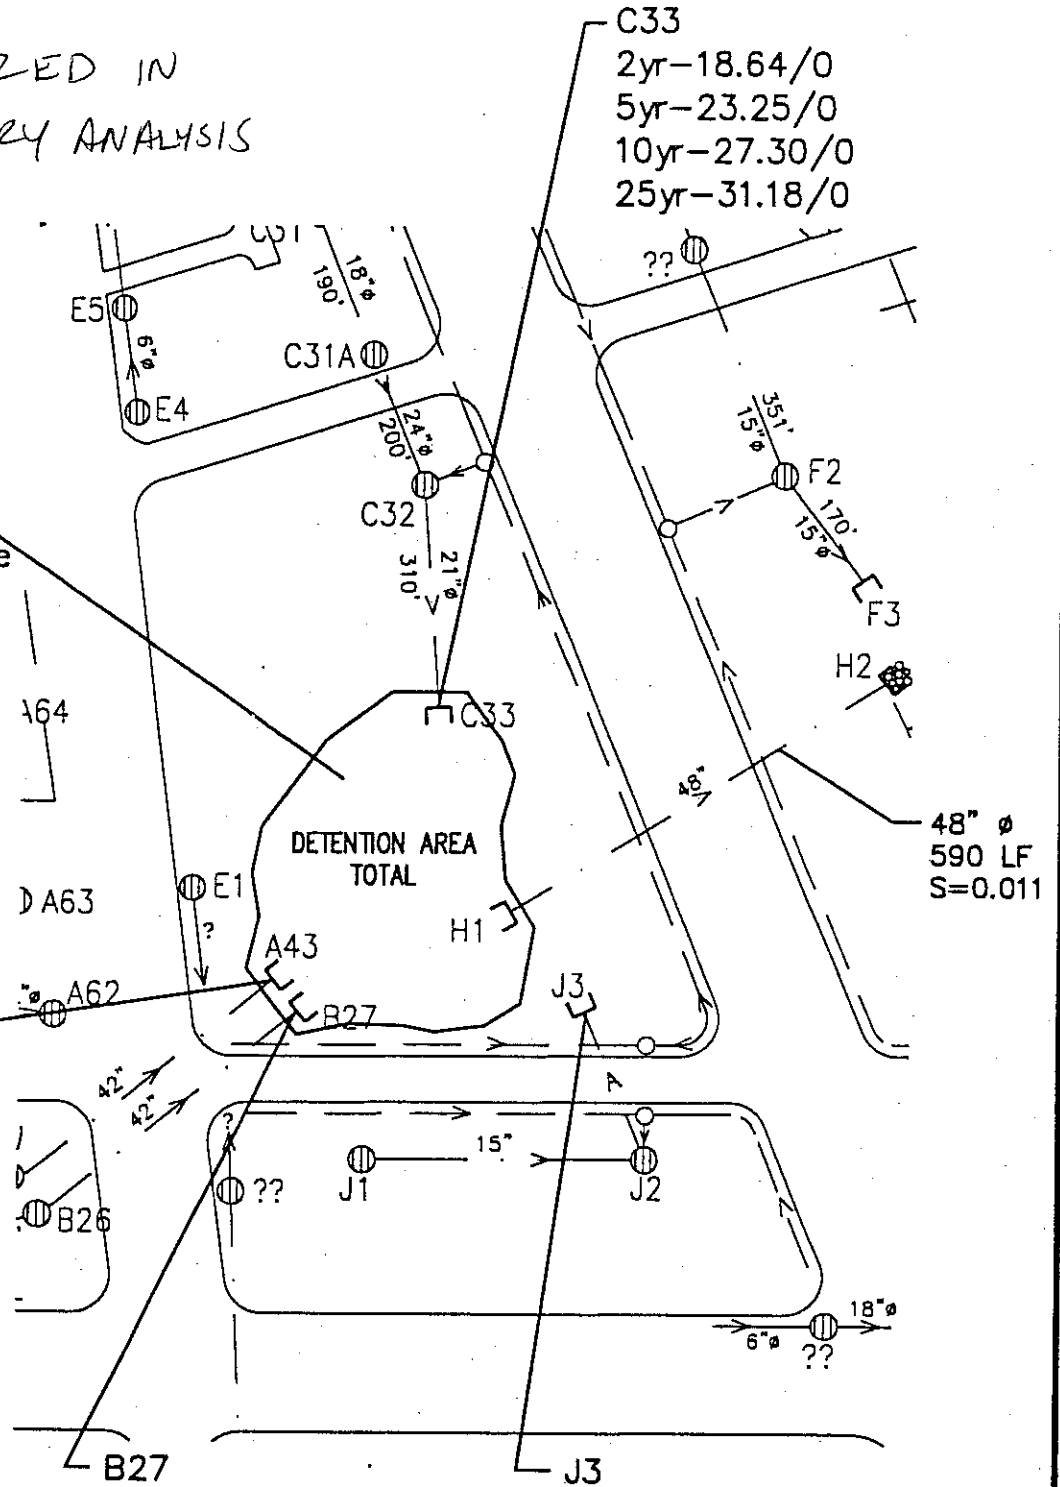 C33
2yr-18.64/0
5yr-23.25/0
10yr-27.30/0
25yr-31.18/0
IN
ANALYSIS
C31
18"ø
190'
??
E5
6"ø
E4
C31A
24"ø
200'
C32
21"ø
310'
351'
15"ø
F2
170'
15"ø
F3
H2
C33
48"
48" ø
590 LF
S=0.011
DETENTION AREA
TOTAL
E1
?
A63
H1
A43
A62
B27
J3
42"
42"
A
?
15"
J1
J2
??
B26
18"ø
6"ø
??
B27
J3